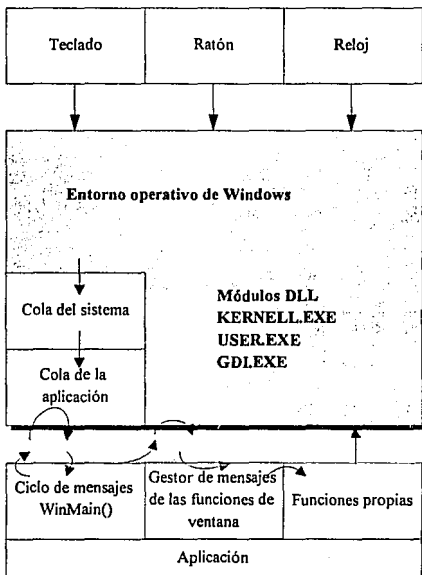 Teclado
Ratón
Reloj
Entorno operativo de Windows
Cola del sistema
Módulos DLL
KERNELL.EXE
USER.EXE
GDI.EXE
Cola de la
aplicación
Ciclo de mensajes
WinMain()
Gestor de mensajes
de las funciones de
ventana
Funciones propias
Aplicación